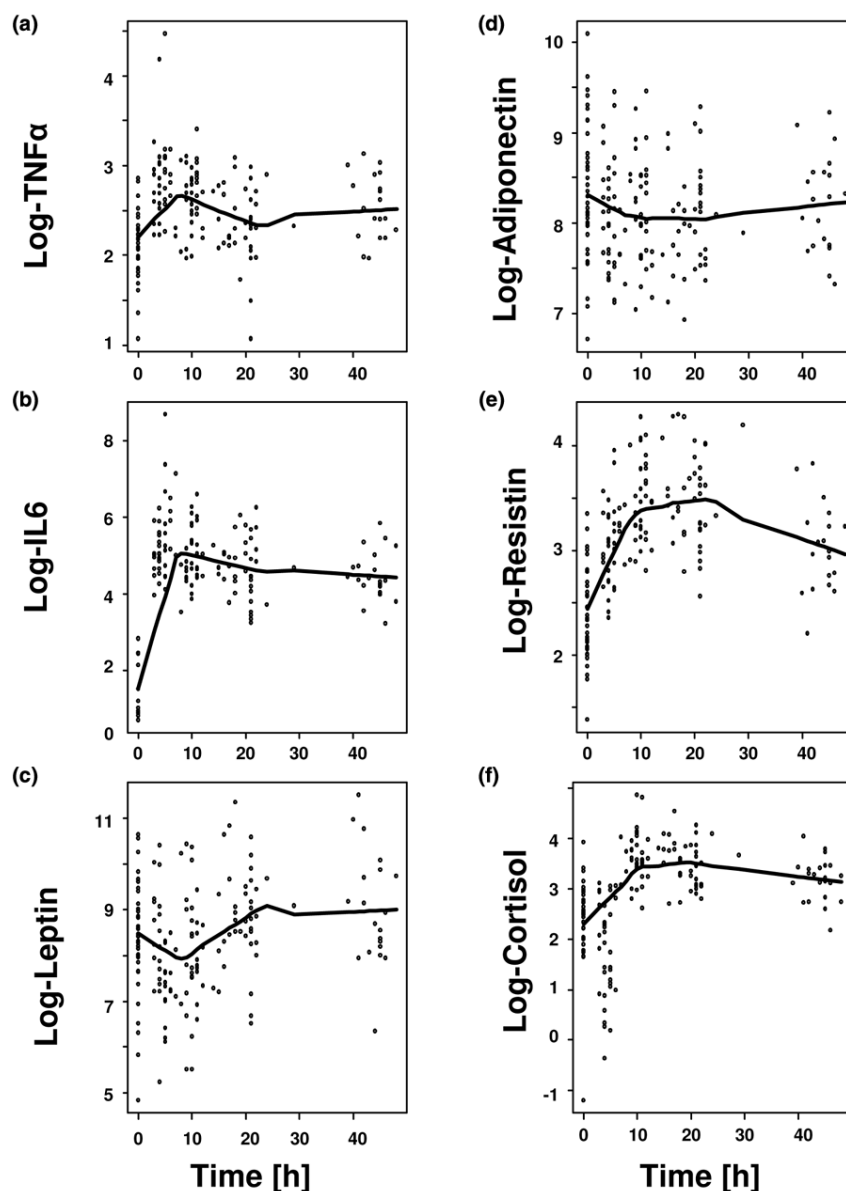 (a)
Log-TNFα
4
3
2
1
0 10 20 30 40
(b)
Log-IL6
8
6
4
2
0
0 10 20 30 40
(c)
Log-Leptin
11
9
7
5
0 10 20 30 40
Time [h]
(d)
Log-Adiponectin
10
9
8
7
0 10 20 30 40
(e)
Log-Resistin
4
3
2
0 10 20 30 40
(f)
Log-Cortisol
4
3
2
1
0
-1
0 10 20 30 40
Time [h]